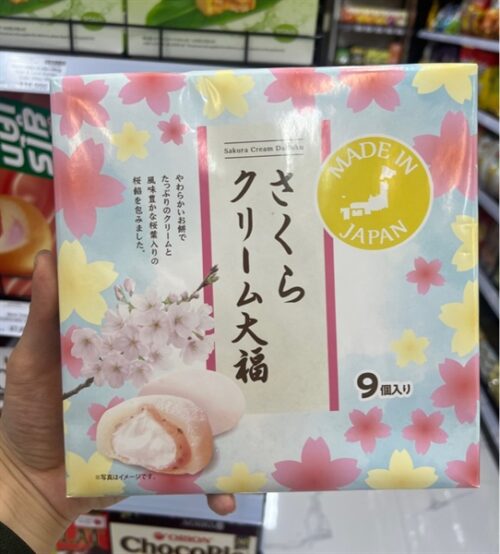 Sakura Cream Daifuku
さくら
クリーム大福
やわらかいお餅で
たっぷりのクリームと
風味豊かな桜葉入りの
桜餡を包みました。
MADE IN
JAPAN
9個入り
※写真はイメージです。
ORION
ChocoPie